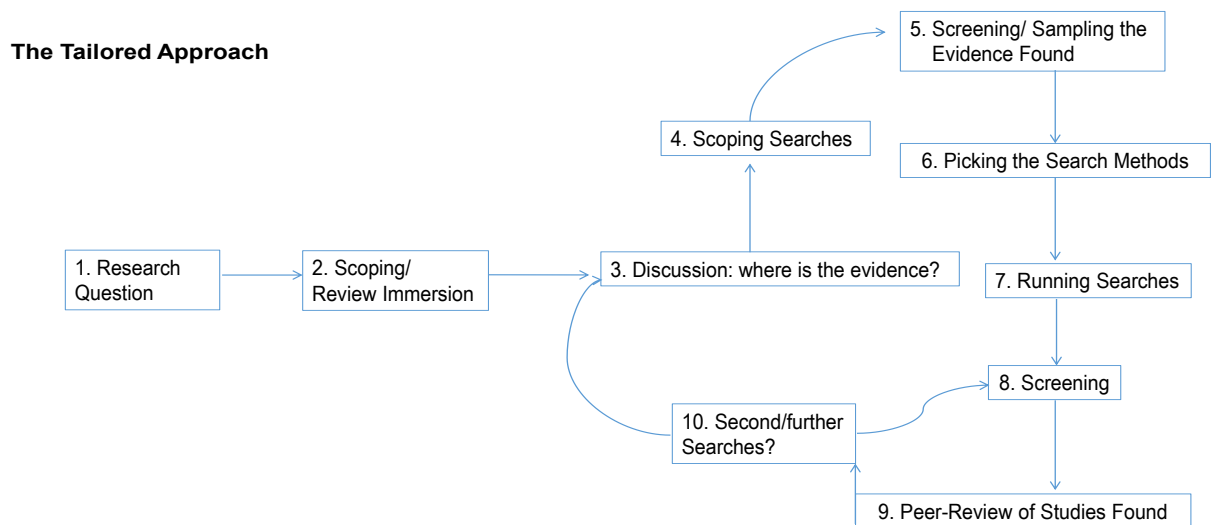 The Tailored Approach
1. Research
Question
2. Scoping/
Review Immersion
3. Discussion: where is the evidence?
4. Scoping Searches
5. Screening/ Sampling the
Evidence Found
6. Picking the Search Methods
7. Running Searches
8. Screening
9. Peer-Review of Studies Found
10. Second/further
Searches?